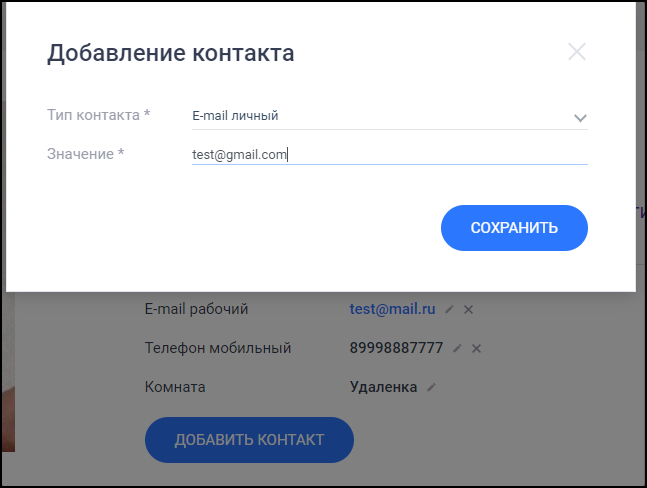 Добавление контакта
Тип контакта * E-mail личный
Значение * test@gmail.com
СОХРАНИТЬ
E-mail рабочий test@mail.ru
Телефон мобильный 89998887777
Комната Удаленка
ДОБАВИТЬ КОНТАКТ